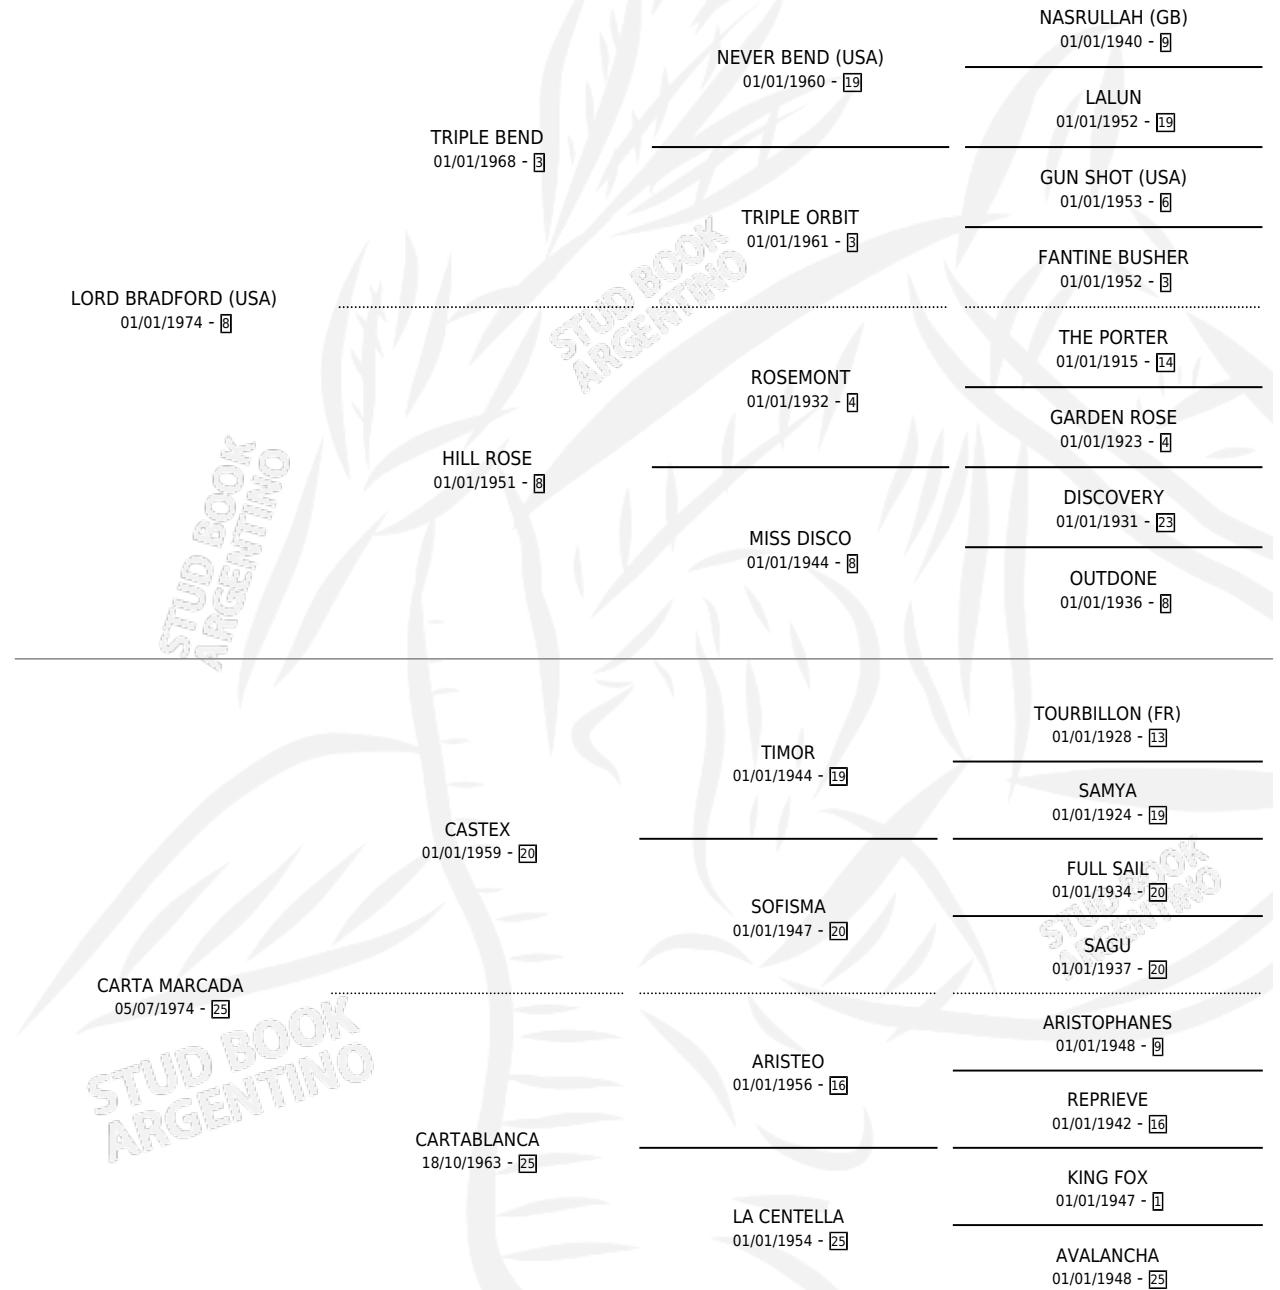 NASRULLAH (GB)
01/01/1940 - 9
NEVER BEND (USA)
01/01/1960 - 19
LALUN
01/01/1952 - 19
TRIPLE BEND
01/01/1968 - 3
GUN SHOT (USA)
01/01/1953 - 6
TRIPLE ORBIT
01/01/1961 - 3
FANTINE BUSHER
01/01/1952 - 3
LORD BRADFORD (USA)
01/01/1974 - 8
STUD BOOK
ARGENTINO
THE PORTER
01/01/1915 - 14
ROSEMONT
01/01/1932 - 4
GARDEN ROSE
01/01/1923 - 4
HILL ROSE
01/01/1951 - 8
DISCOVERY
01/01/1931 - 23
MISS DISCO
01/01/1944 - 8
OUTDONE
01/01/1936 - 8
STUD BOOK
ARGENTINO
TOURBILLON (FR)
01/01/1928 - 13
TIMOR
01/01/1944 - 19
SAMYA
01/01/1924 - 19
CASTEX
01/01/1959 - 20
FULL SAIL
01/01/1934 - 20
SOFISMA
01/01/1947 - 20
SAGU
01/01/1937 - 20
STUD BOOK
ARGENTINO
CARTA MARCADA
05/07/1974 - 25
STUD BOOK
ARGENTINO
ARISTOPHANES
01/01/1948 - 9
ARISTEO
01/01/1956 - 16
REPRIEVE
01/01/1942 - 16
CARTABLANCA
18/10/1963 - 25
KING FOX
01/01/1947 - 1
LA CENTELLA
01/01/1954 - 25
AVALANCHA
01/01/1948 - 25